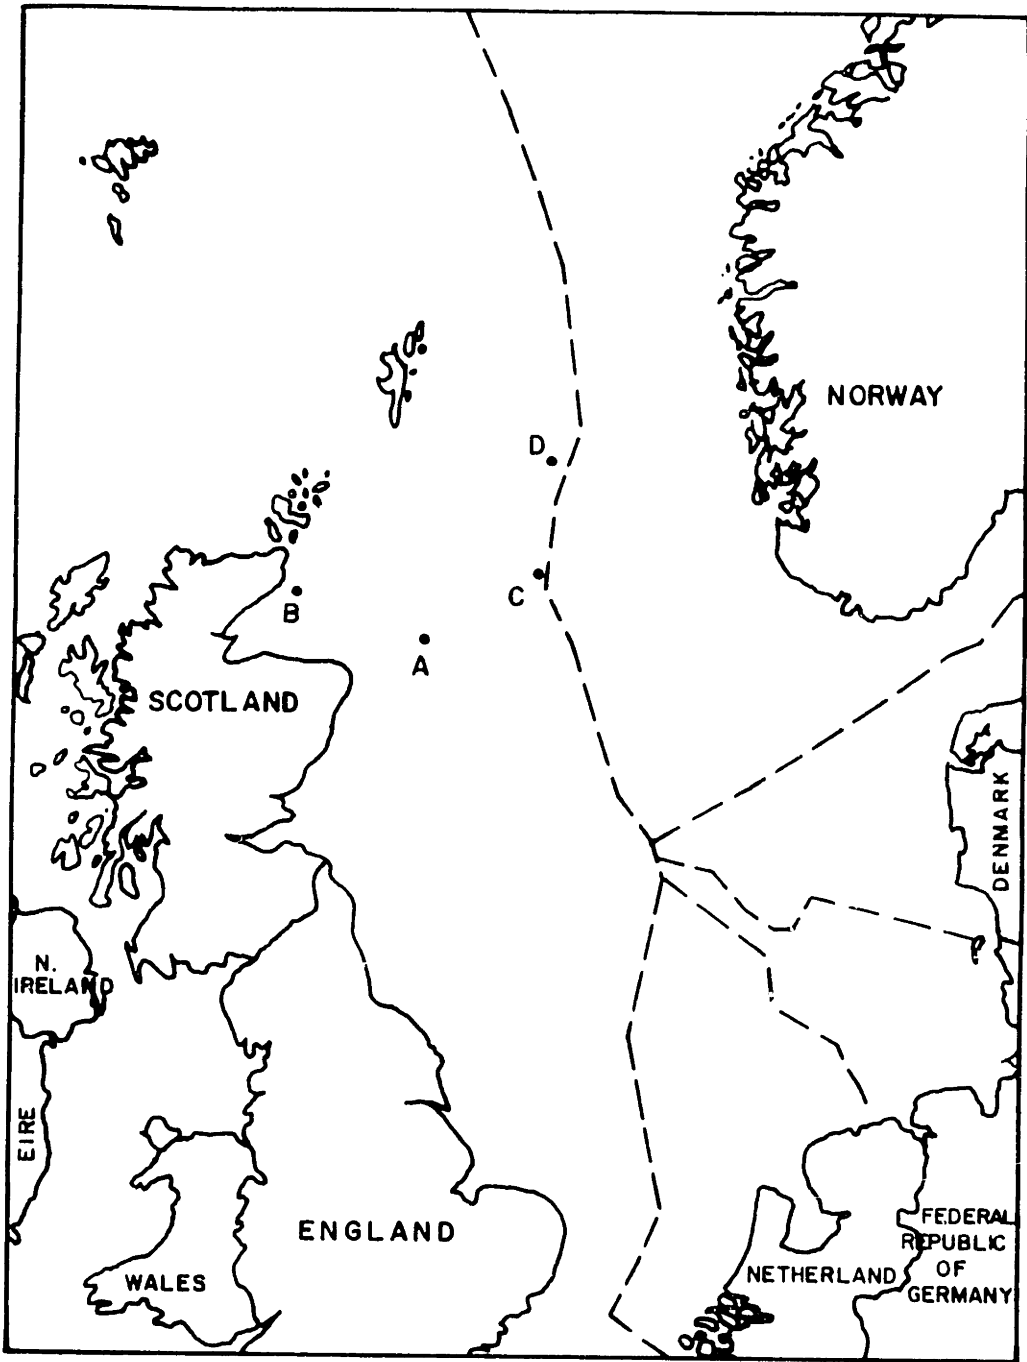 NORWAY
D
C
B
A
SCOTLAND
DENMARK
N.
IRELAND
EIRE
ENGLAND
WALES
NETHERLAND
FEDERAL
REPUBLIC
OF
GERMANY